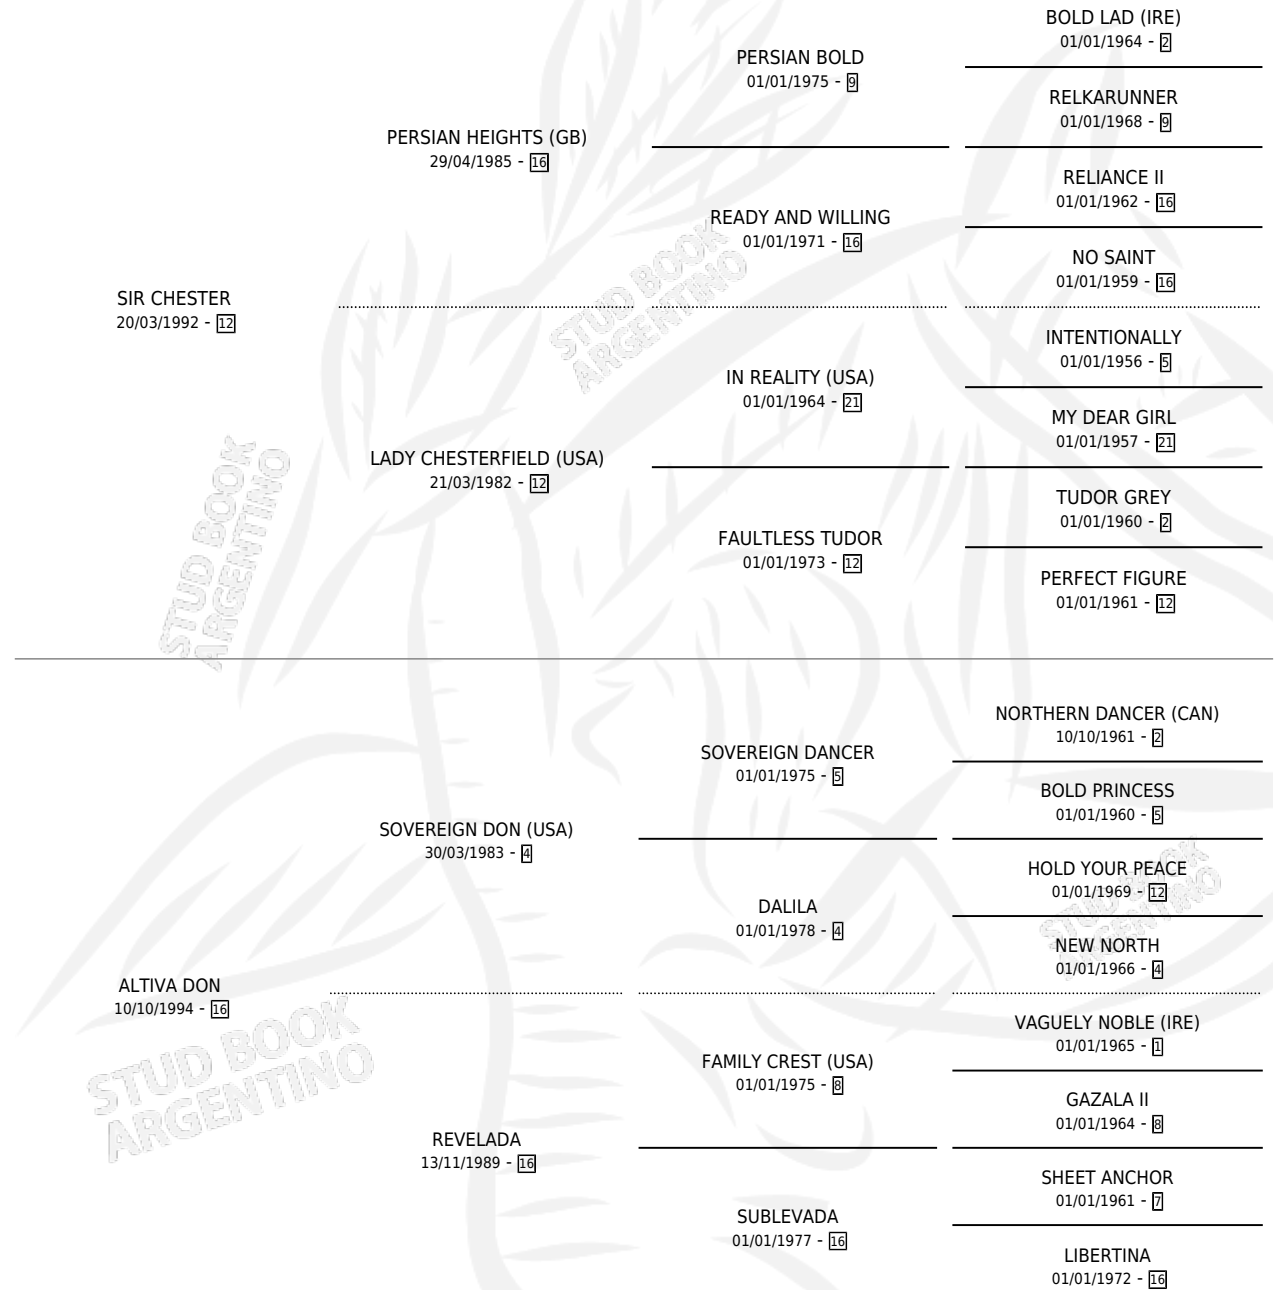 BOLD LAD (IRE)
01/01/1964 - 2
PERSIAN BOLD
01/01/1975 - 9
RELKARUNNER
01/01/1968 - 9
PERSIAN HEIGHTS (GB)
29/04/1985 - 16
RELIANCE II
01/01/1962 - 16
READY AND WILLING
01/01/1971 - 16
NO SAINT
01/01/1959 - 16
SIR CHESTER
20/03/1992 - 12
STUD BOOK
ARGENTINO
INTENTIONALLY
01/01/1956 - 5
IN REALITY (USA)
01/01/1964 - 21
MY DEAR GIRL
01/01/1957 - 21
LADY CHESTERFIELD (USA)
21/03/1982 - 12
TUDOR GREY
01/01/1960 - 2
FAULTLESS TUDOR
01/01/1973 - 12
PERFECT FIGURE
01/01/1961 - 12
STUD BOOK
ARGENTINO
NORTHERN DANCER (CAN)
10/10/1961 - 2
SOVEREIGN DANCER
01/01/1975 - 5
BOLD PRINCESS
01/01/1960 - 5
SOVEREIGN DON (USA)
30/03/1983 - 4
HOLD YOUR PEACE
01/01/1969 - 12
DALILA
01/01/1978 - 4
NEW NORTH
01/01/1966 - 4
STUD BOOK
ARGENTINO
ALTIVA DON
10/10/1994 - 16
STUD BOOK
ARGENTINO
VAGUELY NOBLE (IRE)
01/01/1965 - 1
FAMILY CREST (USA)
01/01/1975 - 8
GAZALA II
01/01/1964 - 8
REVELADA
13/11/1989 - 16
SHEET ANCHOR
01/01/1961 - 7
SUBLEVADA
01/01/1977 - 16
LIBERTINA
01/01/1972 - 16